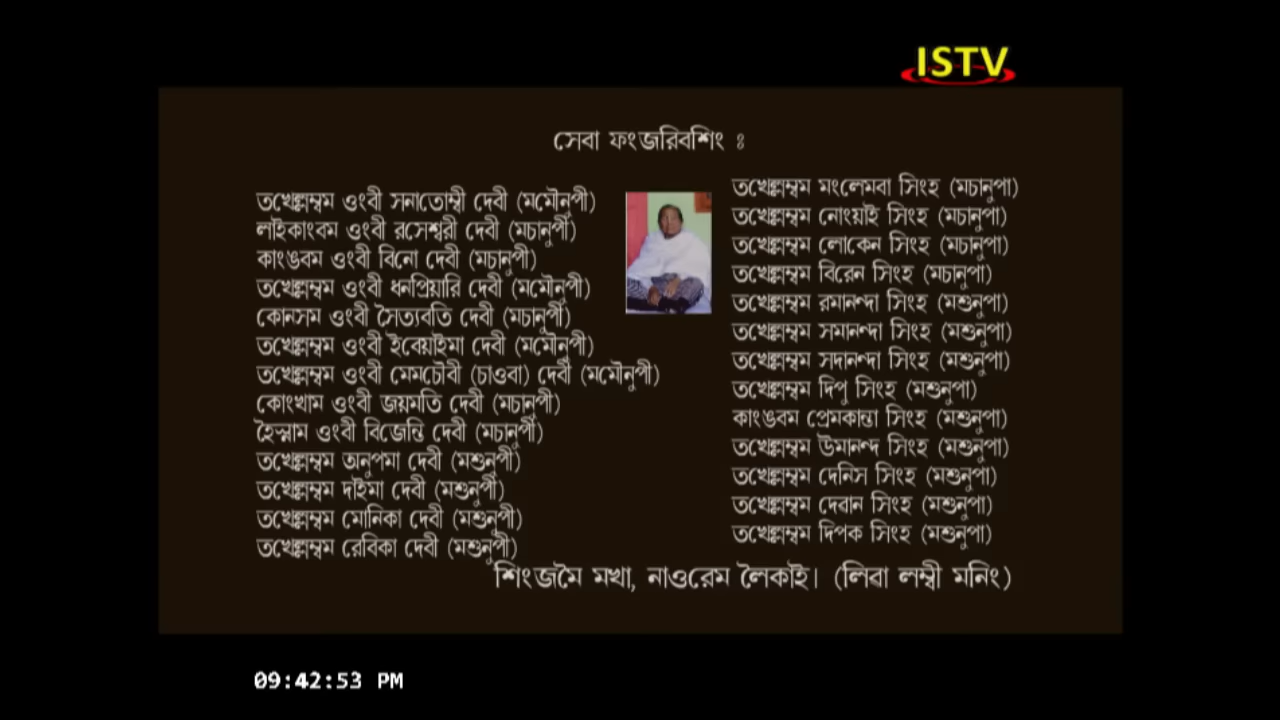 ISTV
সেবা ফংজরিবশিং ঃ
তখেল্লম্বম ওংবী সনাতোম্বী দেবী (মমৌনুপী)
লাইকাংবম ওংবী রসেশ্বরী দেবী (মচানুপী)
কাংঙবম ওংবী বিনো দেবী (মচানুপী)
তখেল্লম্বম ওংবী ধনপ্রিয়ারি দেবী (মমৌনুপী)
কোনসম ওংবী সৈত্যবতি দেবী (মচানুপী)
তখেল্লম্বম ওংবী ইবেয়াইমা দেবী (মমৌনুপী)
তখেল্লম্বম ওংবী মেমচৌবী (চাওবা) দেবী (মমৌনুপী)
কোংখাম ওংবী জয়মতি দেবী (মচানুপী)
হৈস্নাম ওংবী বিজেন্তি দেবী (মচানুপী)
তখেল্লম্বম অনুপমা দেবী (মশুনুপী)
তখেল্লম্বম দাইমা দেবী (মশুনুপী)
তখেল্লম্বম মোনিকা দেবী (মশুনুপী)
তখেল্লম্বম রেবিকা দেবী (মশুনুপী)
তখেল্লম্বম মংলেমবা সিংহ (মচানুপা)
তখেল্লম্বম নোংয়াই সিংহ (মচানুপা)
তখেল্লম্বম লোকেন সিংহ (মচানুপা)
তখেল্লম্বম বিরেন সিংহ (মচানুপা)
তখেল্লম্বম রমানন্দা সিংহ (মশুনুপা)
তখেল্লম্বম সমানন্দা সিংহ (মশুনুপা)
তখেল্লম্বম সদানন্দা সিংহ (মশুনুপা)
তখেল্লম্বম দিপু সিংহ (মশুনুপা)
কাংঙবম প্রেমকান্তা সিংহ (মশুনুপা)
তখেল্লম্বম উমানন্দ সিংহ (মশুনুপা)
তখেল্লম্বম দেনিস সিংহ (মশুনুপা)
তখেল্লম্বম দেৱান সিংহ (মশুনুপা)
তখেল্লম্বম দিপক সিংহ (মশুনুপা)
শিংজমৈ মখা, নাওরেম লৈকাই। (লিৱা লম্বী মনিং)
09:42:53 PM